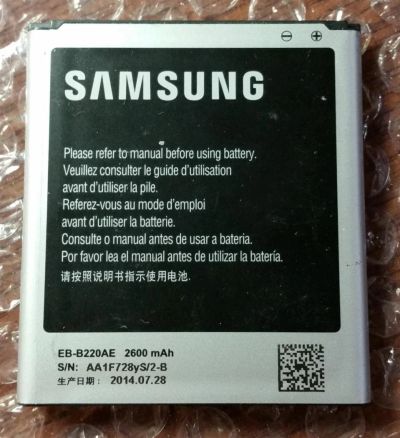 SAMSUNG
Please refer to manual before using battery.
Veuillez consulter le guide d'utilisation
avant d'utiliser la pile.
Referez-vous au mode d'emploi
avant d'utiliser la batterie.
Consulte o manual antes de usar a bateria.
Por favor lea el manual antes de utilizar la batería.
请按照说明书指示使用电池.
EB-B220AE 2600 mAh
S/N: AA1F728yS/2-B
生产日期: 2014.07.28